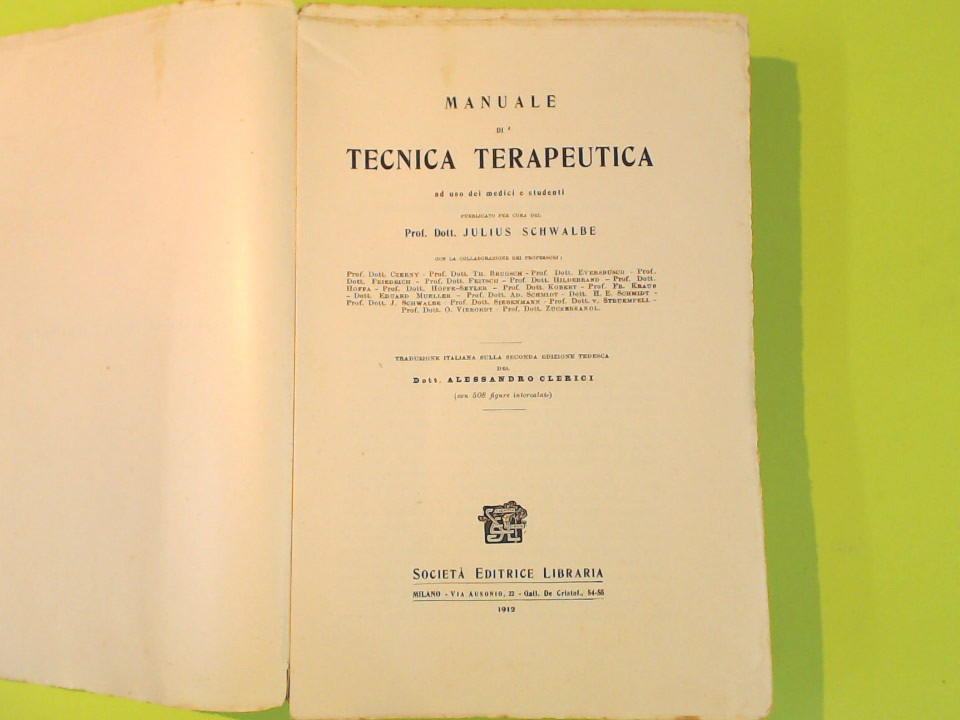 MANUALE
DI
TECNICA TERAPEUTICA
ad uso dei medici e studenti
PUBBLICATO PER CURA DEL
Prof. Dott. JULIUS SCHWALBE
CON LA COLLABORAZIONE DEI PROFESSORI:
Prof. Dott. Czerny - Prof. Dott. Th. Brugsch - Prof. Dott. Eversbusch - Prof.
Dott. Friedrich - Prof. Dott. Fritsch - Prof. Dott. Hildebrand - Prof. Dott.
Hoffa - Prof. Dott. Hoppe-Seyler - Prof. Dott. Kobert - Prof. Fr. Kraus
- Dott. Eduard Mueller - Prof. Dott. Ad. Schmidt - Dott. H. E. Schmidt -
Prof. Dott. J. Schwalbe - Prof. Dott. Siebenmann - Prof. Dott. v. Struempell -
Prof. Dott. O. Vierordt - Prof. Dott. Zuckerkandl.
TRADUZIONE ITALIANA SULLA SECONDA EDIZIONE TEDESCA
DEL
Dott. ALESSANDRO CLERICI
(con 508 figure intercalate)
Società Editrice Libraria
MILANO - Via Ausonio, 22 - Gall. De Cristof., 54-55
1912